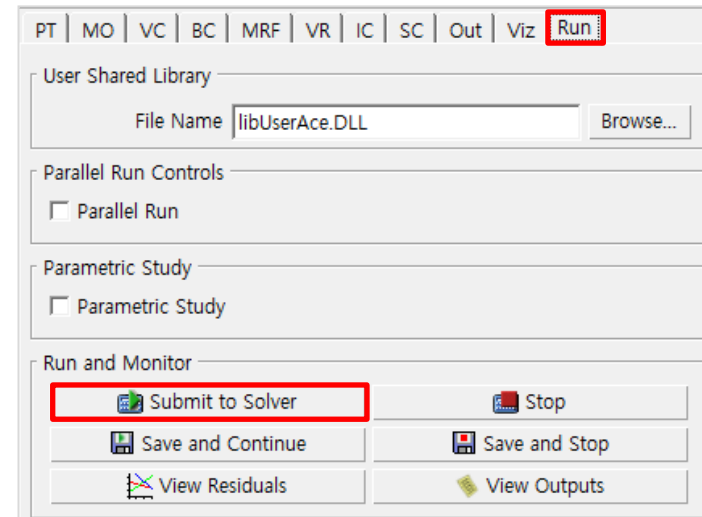 PT MO VC BC MRF VR IC SC Out Viz Run
User Shared Library
File Name libUserAce.DLL Browse...
Parallel Run Controls
Parallel Run
Parametric Study
Parametric Study
Run and Monitor
Submit to Solver Stop
Save and Continue Save and Stop
View Residuals View Outputs